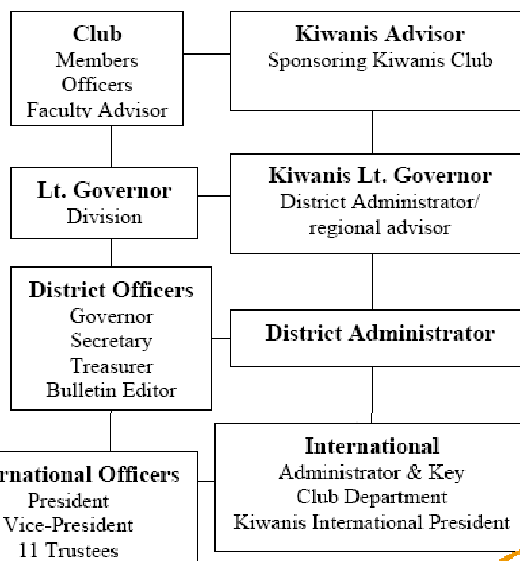 Club
Members
Officers
Faculty Advisor
Kiwanis Advisor
Sponsoring Kiwanis Club
Lt. Governor
Division
Kiwanis Lt. Governor
District Administrator/
regional advisor
District Officers
Governor
Secretary
Treasurer
Bulletin Editor
District Administrator
rnational Officers
President
Vice-President
11 Trustees
International
Administrator & Key
Club Department
Kiwanis International President